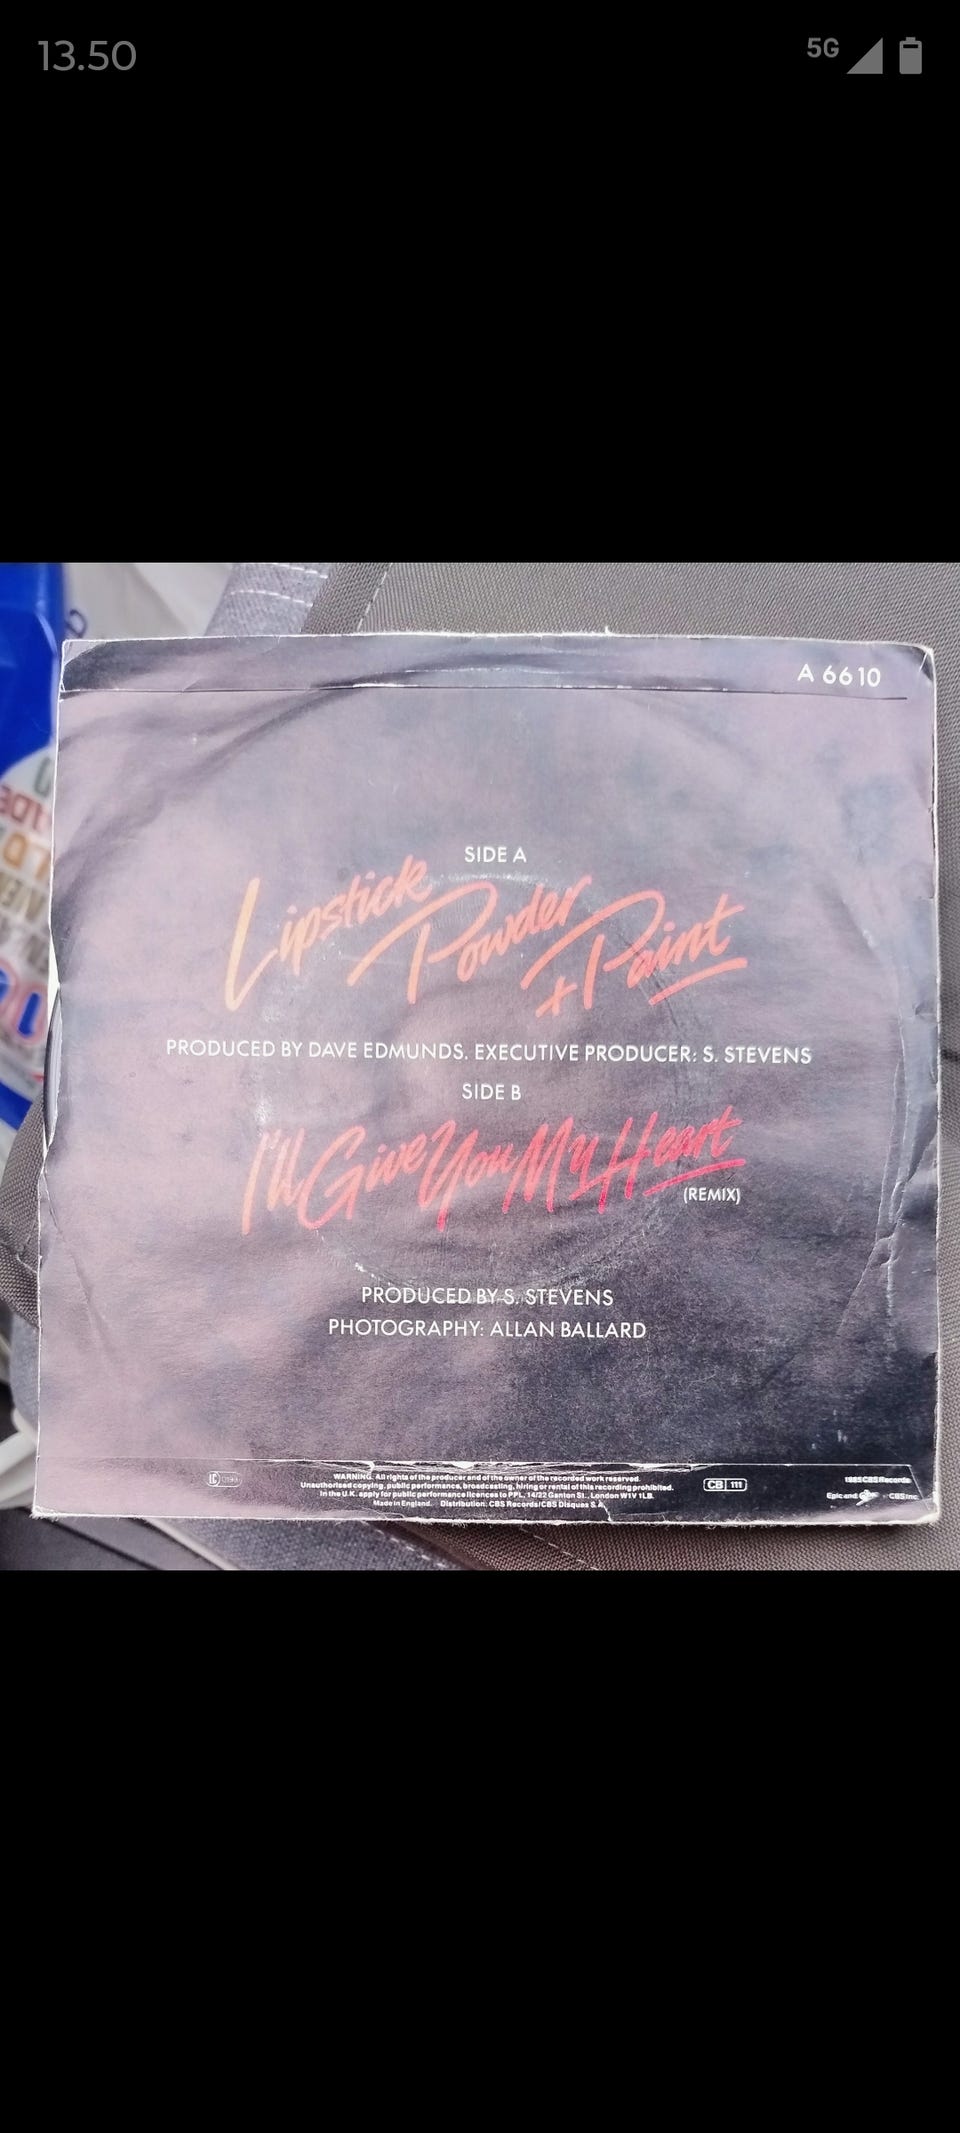 13.50
5G
A 6610
SIDE A
Lipstick
Powder
+ Paint
PRODUCED BY DAVE EDMUNDS. EXECUTIVE PRODUCER: S. STEVENS
SIDE B
I'll Give You My Heart
(REMIX)
PRODUCED BY S. STEVENS
PHOTOGRAPHY: ALLAN BALLARD
WARNING. All rights of the producer and of the owner of the recorded work reserved.
Unauthorised copying, public performance, broadcasting, hiring or rental of this recording prohibited.
In the U.K. apply for public performance licences to PPL, 14/22 Ganton St., London W1V 1LB.
Made in England. Distribution: CBS Records/CBS Disques S.A.
CB 111
1985 CBS Records
Epic and CBS Inc